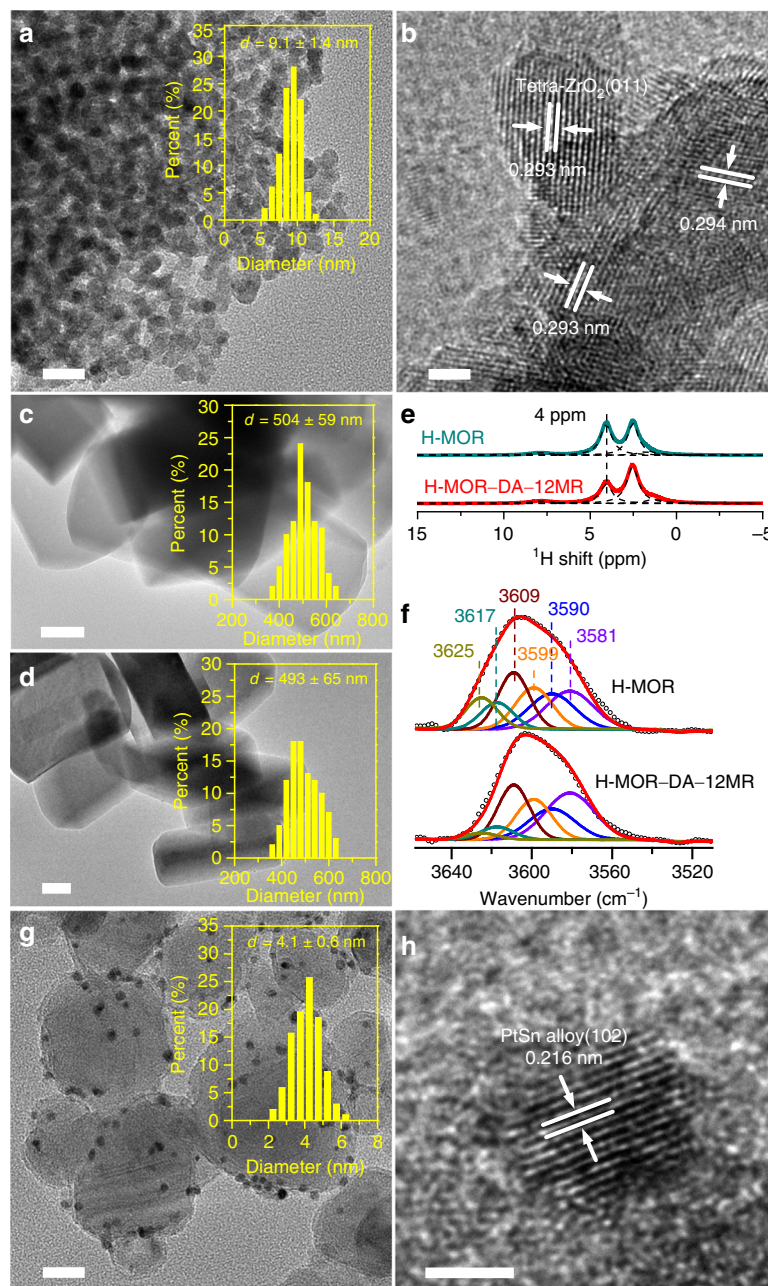 a
d = 9.1 ± 1.4 nm
35
30
25
20
15
10
5
0
Percent (%)
0 5 10 15 20
Diameter (nm)
b
Tetra-ZrO2(011)
0.293 nm
0.294 nm
0.293 nm
c
d = 504 ± 59 nm
30
25
20
15
10
5
0
Percent (%)
200 400 600 800
Diameter (nm)
d
d = 493 ± 65 nm
30
25
20
15
10
5
0
Percent (%)
200 400 600 800
Diameter (nm)
e
4 ppm
H-MOR
H-MOR–DA–12MR
15 10 5 0 –5
1H shift (ppm)
f
3609
3617
3590
3625
3599
3581
H-MOR
H-MOR–DA–12MR
3640 3600 3560 3520
Wavenumber (cm−1)
g
d = 4.1 ± 0.6 nm
35
30
25
20
15
10
5
0
Percent (%)
0 2 4 6 8
Diameter (nm)
h
PtSn alloy(102)
0.216 nm